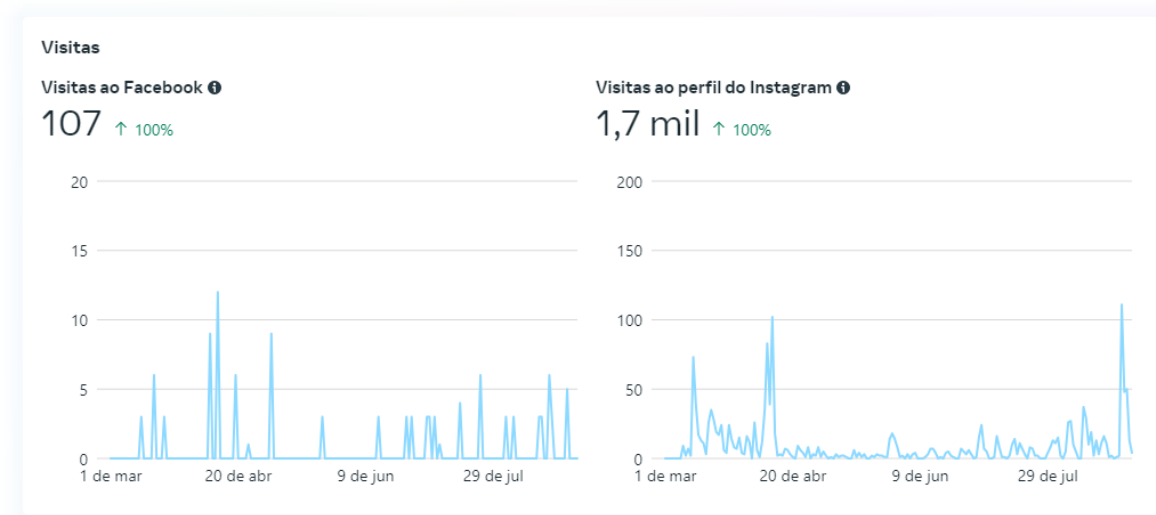 Visitas
Visitas ao Facebook
107 ↑ 100%
20
15
10
5
0
1 de mar 20 de abr 9 de jun 29 de jul
Visitas ao perfil do Instagram
1,7 mil ↑ 100%
200
150
100
50
0
1 de mar 20 de abr 9 de jun 29 de jul